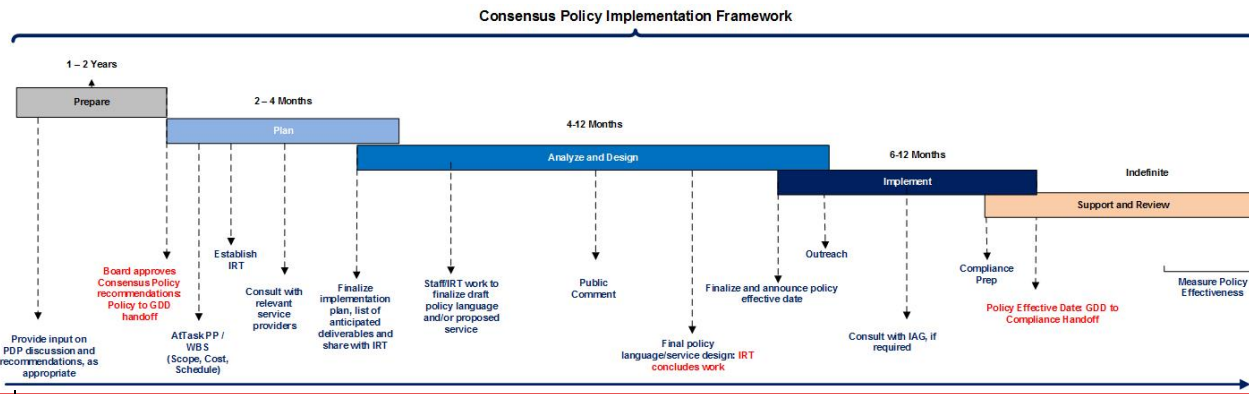 Consensus Policy Implementation Framework
1 – 2 Years
Prepare
2 – 4 Months
Plan
4-12 Months
Analyze and Design
6-12 Months
Implement
Indefinite
Support and Review
Provide input on
PDP discussion and
recommendations, as
appropriate
Board approves
Consensus Policy
recommendations:
Policy to GDD
handoff
AtTask PP /
WBS
(Scope, Cost,
Schedule)
Establish
IRT
Consult with
relevant
service
providers
Finalize
implementation
plan, list of
anticipated
deliverables and
share with IRT
Staff/IRT work to
finalize draft
policy language
and/or proposed
service
Public
Comment
Final policy
language/service design: IRT
concludes work
Finalize and announce policy
effective date
Outreach
Consult with IAG, if
required
Compliance
Prep
Policy Effective Date: GDD to
Compliance Handoff
Measure Policy
Effectiveness